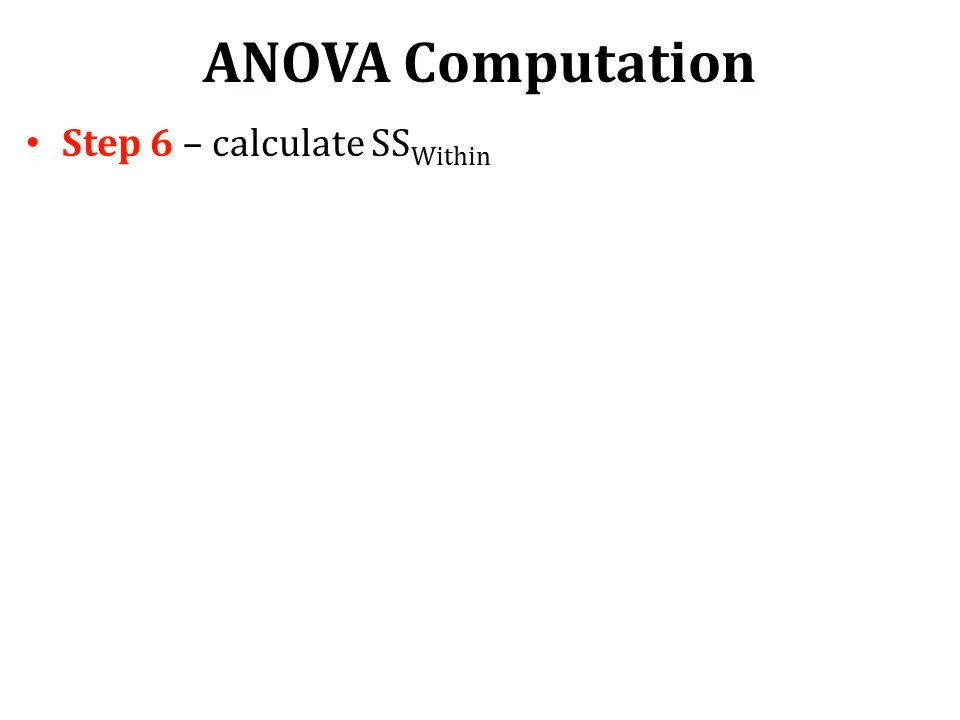 ANOVA Computation
• Step 6 – calculate SSWithin